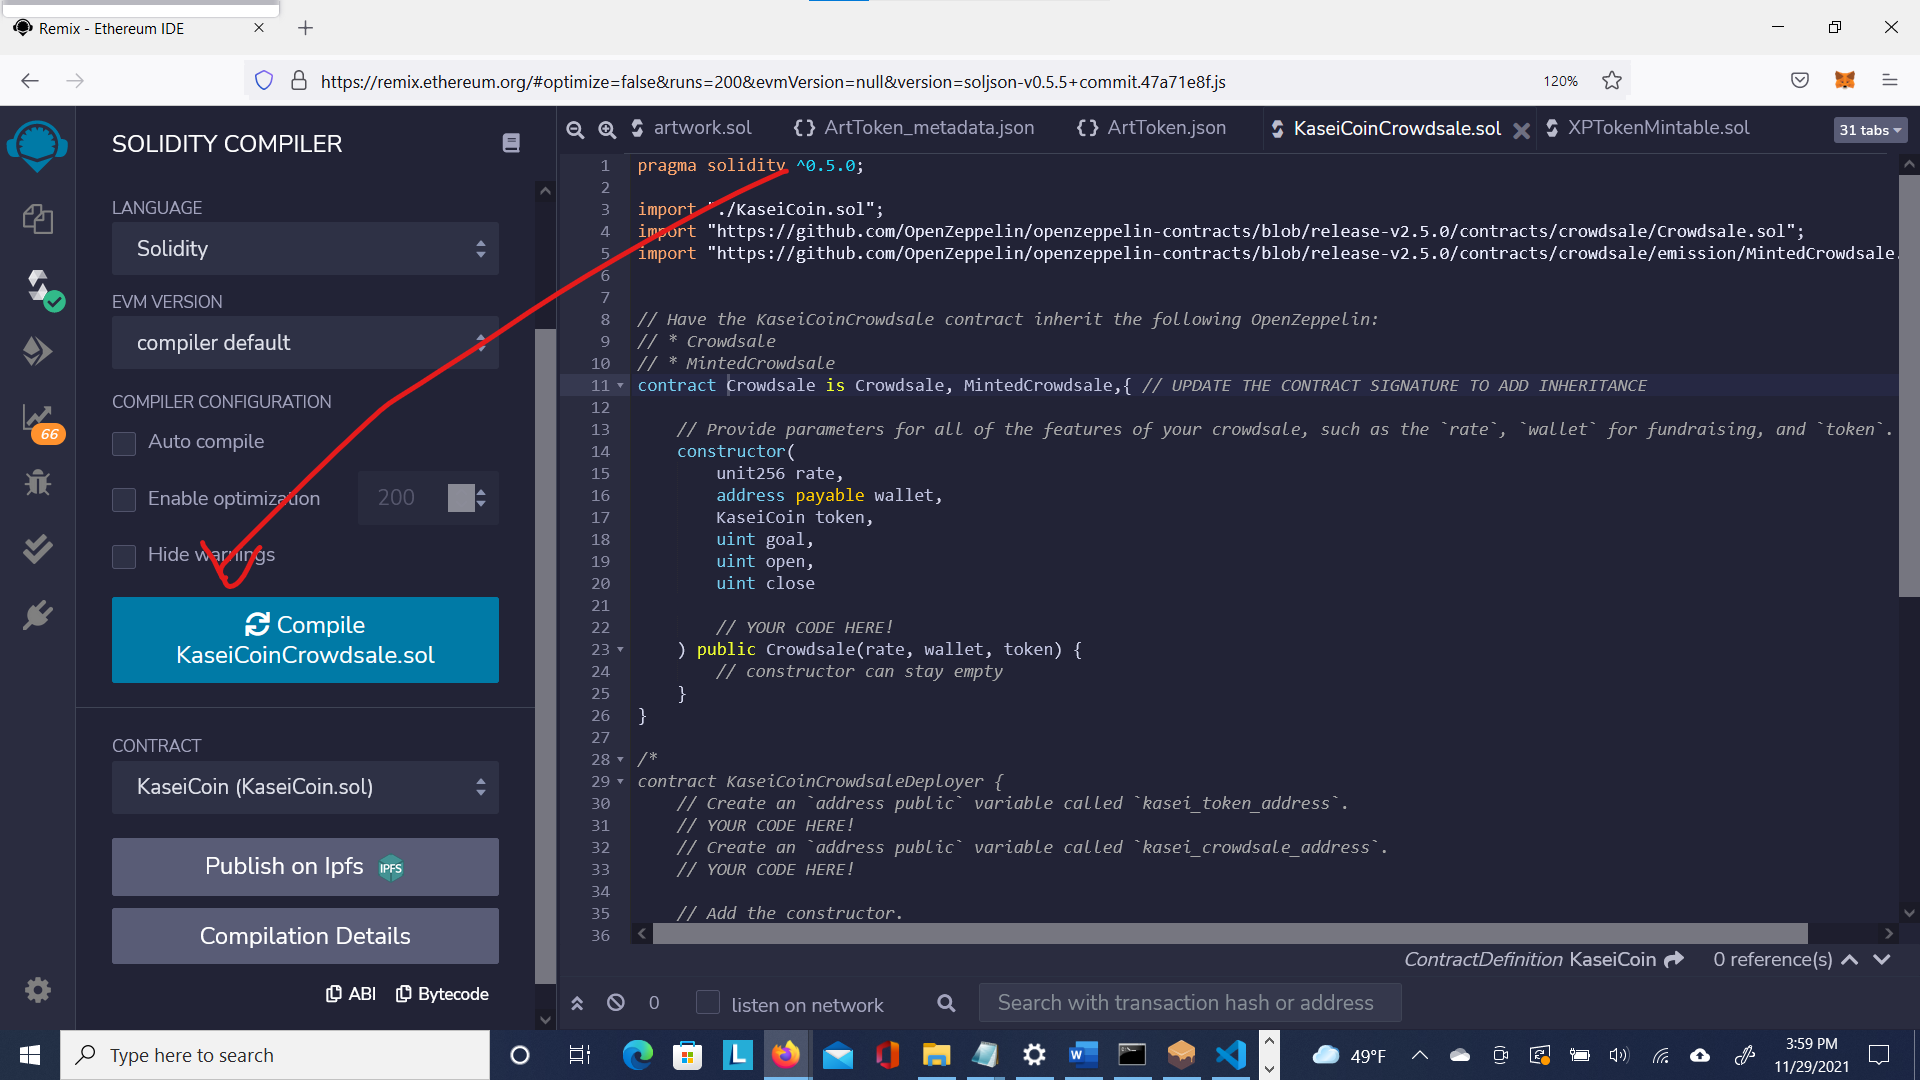 Remix - Ethereum IDE
https://remix.ethereum.org/#optimize=false&runs=200&evmVersion=null&version=soljson-v0.5.5+commit.47a71e8f.js
120%
SOLIDITY COMPILER
LANGUAGE
Solidity
EVM VERSION
compiler default
COMPILER CONFIGURATION
Auto compile
Enable optimization
200
Hide warnings
Compile
KaseiCoinCrowdsale.sol
CONTRACT
KaseiCoin (KaseiCoin.sol)
Publish on Ipfs
IPFS
Compilation Details
ABI
Bytecode
66
artwork.sol
{} ArtToken_metadata.json
{} ArtToken.json
KaseiCoinCrowdsale.sol
XPTokenMintable.sol
31 tabs
1 pragma solidity ^0.5.0;
2
3 import "./KaseiCoin.sol";
4 import "https://github.com/OpenZeppelin/openzeppelin-contracts/blob/release-v2.5.0/contracts/crowdsale/Crowdsale.sol";
5 import "https://github.com/OpenZeppelin/openzeppelin-contracts/blob/release-v2.5.0/contracts/crowdsale/emission/MintedCrowdsale.
6
7
8 // Have the KaseiCoinCrowdsale contract inherit the following OpenZeppelin:
9 // * Crowdsale
10 // * MintedCrowdsale
11 contract Crowdsale is Crowdsale, MintedCrowdsale,{ // UPDATE THE CONTRACT SIGNATURE TO ADD INHERITANCE
12
13 // Provide parameters for all of the features of your crowdsale, such as the `rate`, `wallet` for fundraising, and `token`.
14 constructor(
15 unit256 rate,
16 address payable wallet,
17 KaseiCoin token,
18 uint goal,
19 uint open,
20 uint close
21
22 // YOUR CODE HERE!
23 ) public Crowdsale(rate, wallet, token) {
24 // constructor can stay empty
25 }
26 }
27
28 /*
29 contract KaseiCoinCrowdsaleDeployer {
30 // Create an `address public` variable called `kasei_token_address`.
31 // YOUR CODE HERE!
32 // Create an `address public` variable called `kasei_crowdsale_address`.
33 // YOUR CODE HERE!
34
35 // Add the constructor.
36
ContractDefinition KaseiCoin
0 reference(s)
0
listen on network
Search with transaction hash or address
Type here to search
49°F
3:59 PM
11/29/2021